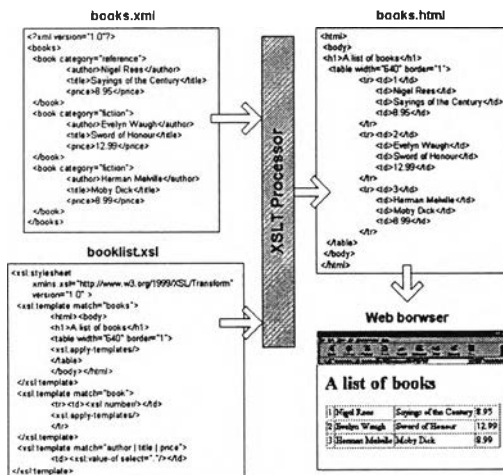 books.xml
<?xml version="1.0"?>
<books>
<book category="reference">
<author>Nigel Rees</author>
<title>Sayings of the Century</title>
<price>8.95</price>
</book>
<book category="fiction">
<author>Evelyn Waugh</author>
<title>Sword of Honour</title>
<price>12.99</price>
</book>
<book category="fiction">
<author>Herman Melville</author>
<title>Moby Dick</title>
<price>8.99</price>
</book>
</books>
booklist.xsl
<xsl:stylesheet
xmlns:xsl="http://www.w3.org/1999/XSL/Transform"
version="1.0" >
<xsl:template match="books">
<html><body>
<h1>A list of books</h1>
<table width="640" border="1">
<xsl:apply-templates/>
</table>
</body></html>
</xsl:template>
<xsl:template match="book">
<tr><td><xsl:number/></td>
<xsl:apply-templates/>
</tr>
</xsl:template>
<xsl:template match="author | title | price">
<td><xsl:value-of select="."/></td>
</xsl:template>
XSLT Processor
books.html
<html>
<body>
<h1>A list of books</h1>
<table width="640" border="1">
<tr><td>1</td>
<td>Nigel Rees</td>
<td>Sayings of the Century</td>
<td>8.95</td>
</tr>
<tr><td>2</td>
<td>Evelyn Waugh</td>
<td>Sword of Honour</td>
<td>12.99</td>
</tr>
<tr><td>3</td>
<td>Herman Melville</td>
<td>Moby Dick</td>
<td>8.99</td>
</tr>
</table>
</body>
</html>
Web borwser
A list of books
1 Nigel Rees Sayings of the Century 8.95
2 Evelyn Waugh Sword of Honour 12.99
3 Herman Melville Moby Dick 8.99